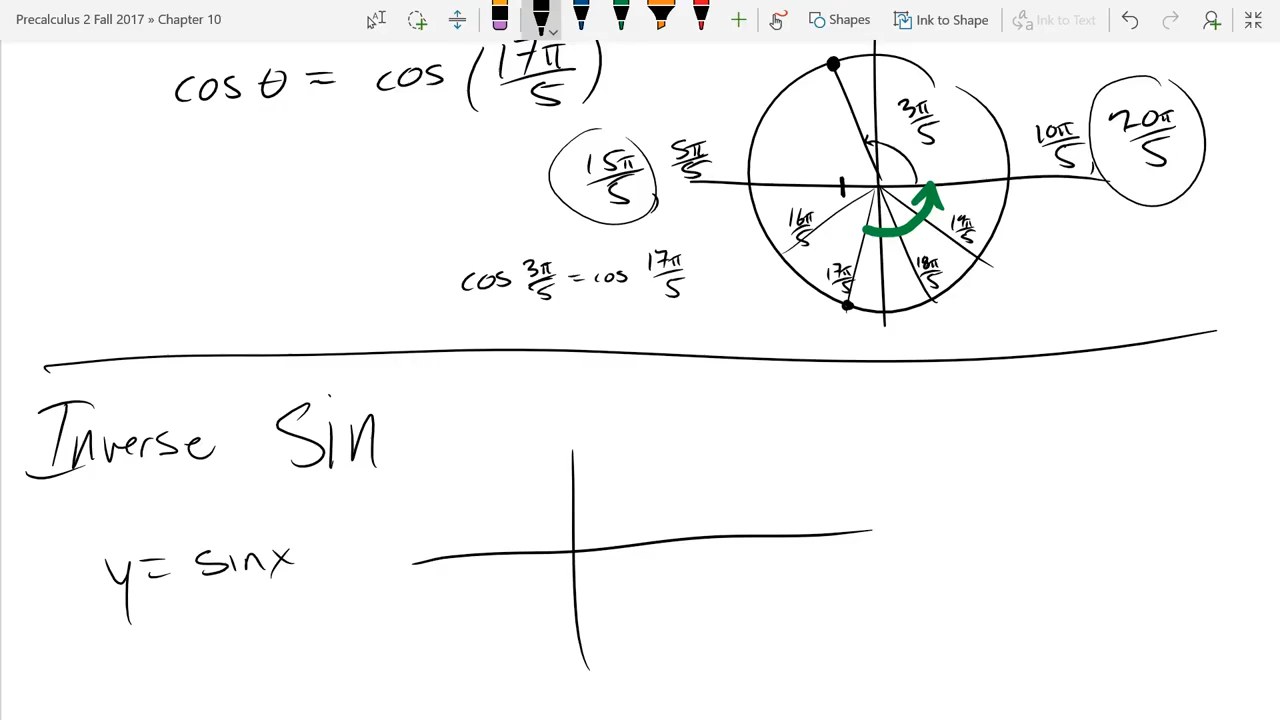 Precalculus 2 Fall 2017 » Chapter 10
Shapes
Ink to Shape
Ink to Text
cos θ = cos (17π/5)
3π/5
15π/5
5π/5
10π/5,
20π/5
16π/5
17π/5
18π/5
19π/5
cos 3π/5 = cos 17π/5
Inverse Sin
y = sinx